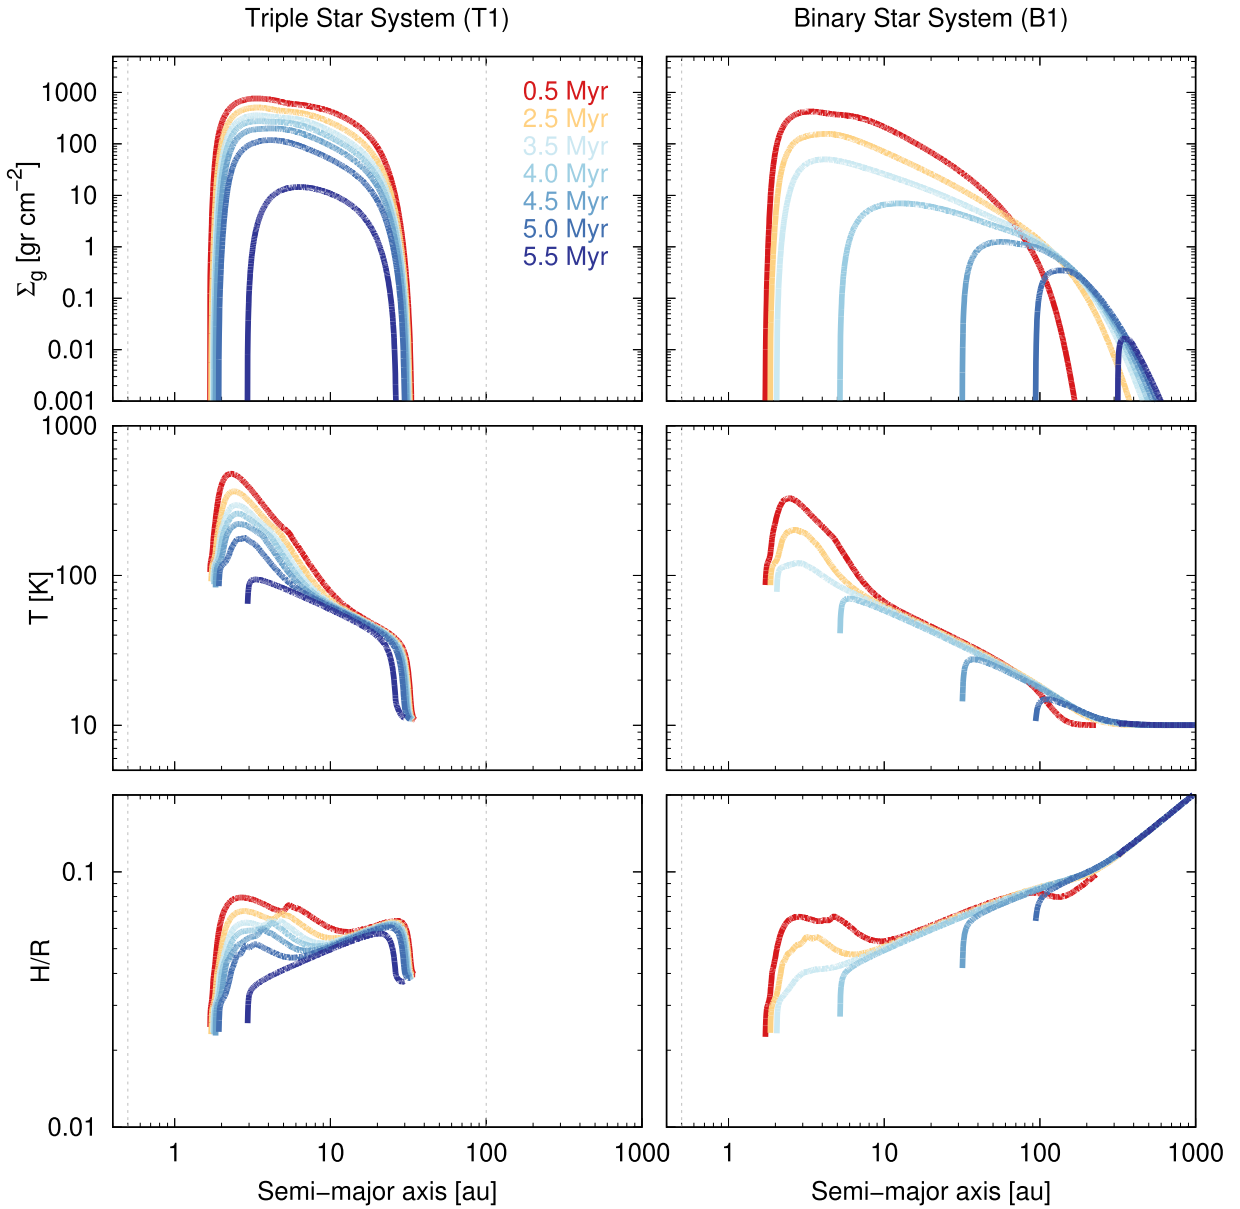 Triple Star System (T1)
Binary Star System (B1)
1000
100
10
1
0.1
0.01
0.001
Σg [gr cm−2]
0.5 Myr
2.5 Myr
3.5 Myr
4.0 Myr
4.5 Myr
5.0 Myr
5.5 Myr
1000
100
10
T [K]
0.1
0.01
H/R
1 10 100 1000
1 10 100 1000
Semi−major axis [au]
Semi−major axis [au]